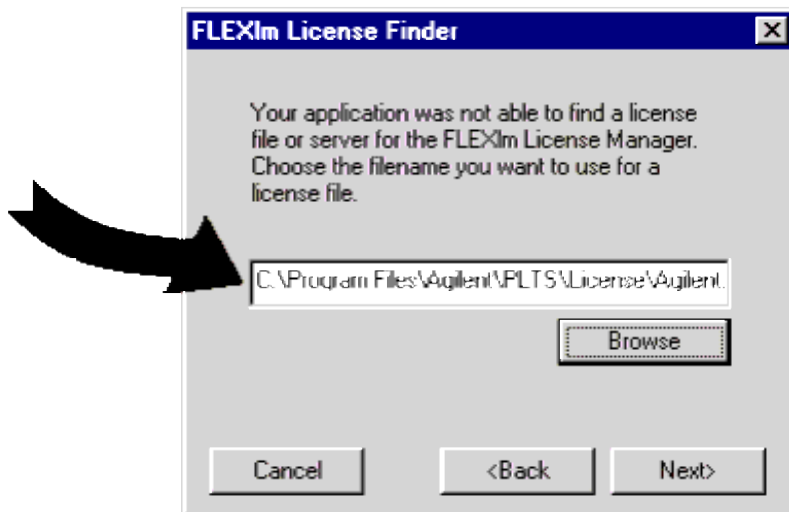 FLEXlm License Finder
Your application was not able to find a license
file or server for the FLEXlm License Manager.
Choose the filename you want to use for a
license file.
C:\Program Files\Agilent\PLTS\License\Agilent.
Browse
Cancel
<Back
Next>